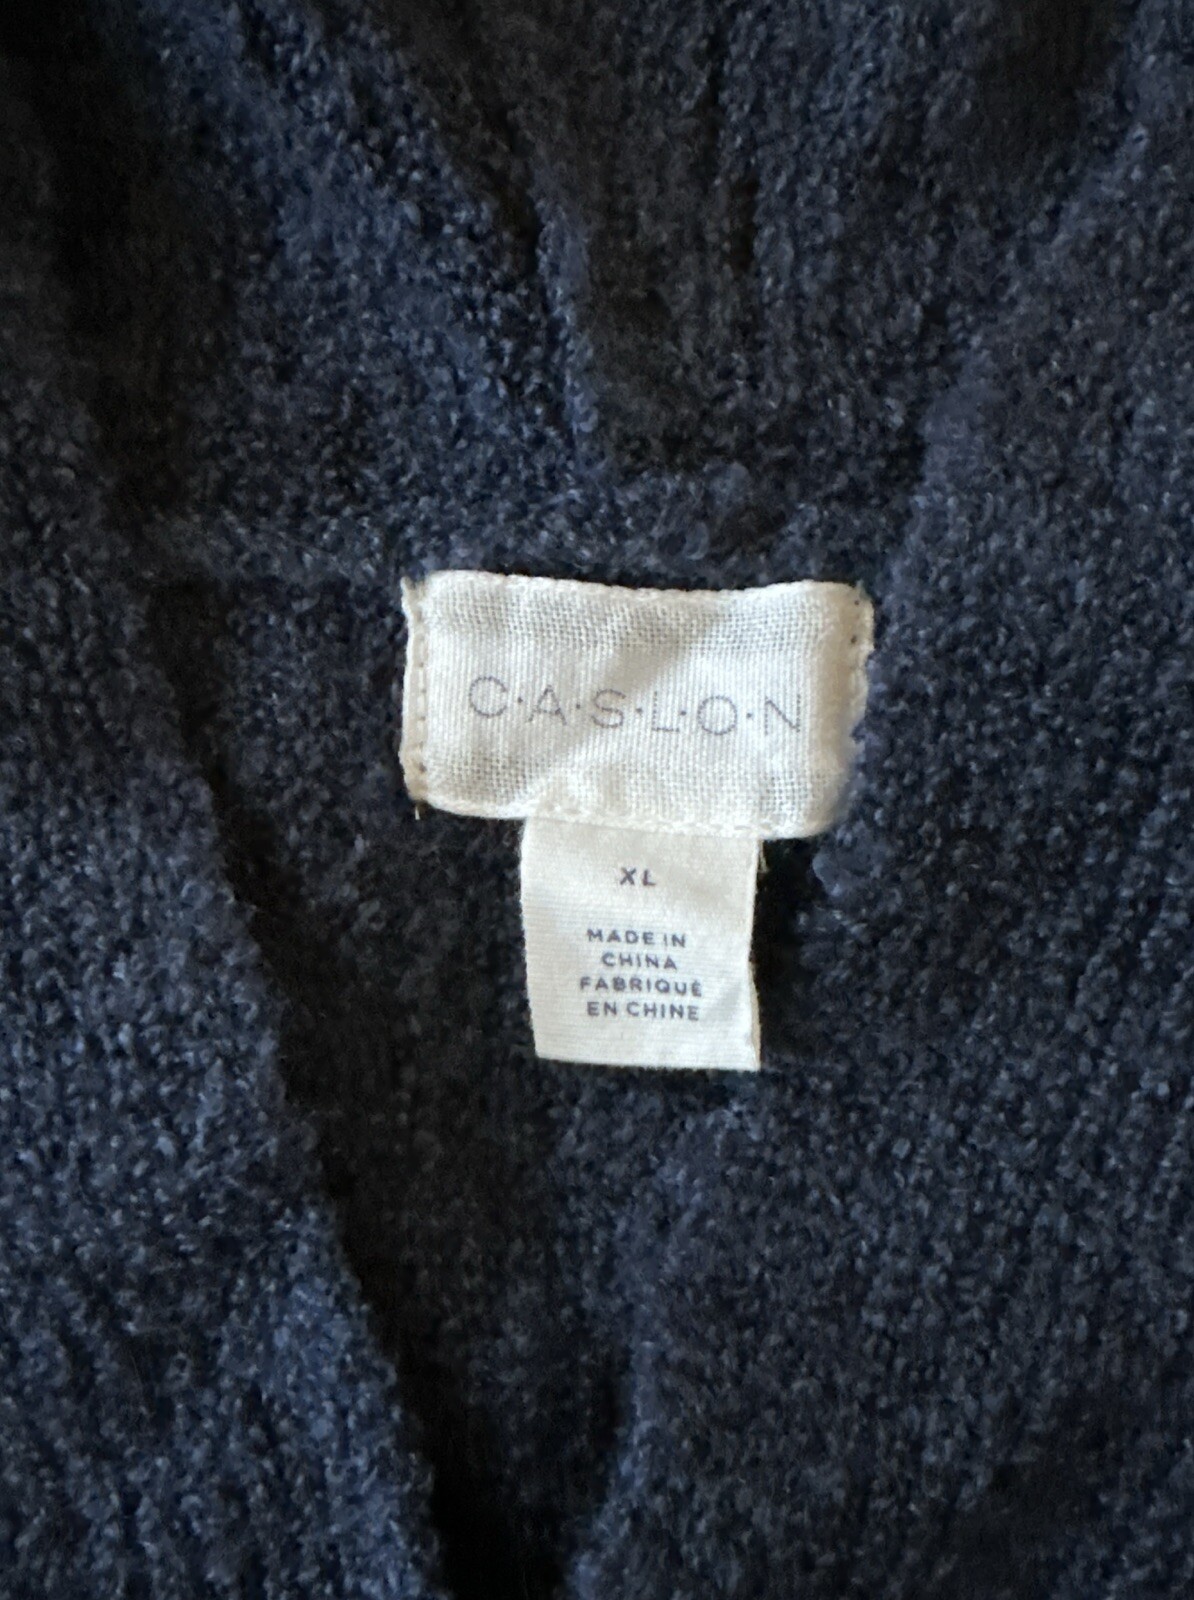 C·A·S·L·O·N
XL
MADE IN
CHINA
FABRIQUÉ
EN CHINE